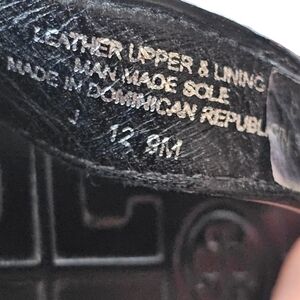 LEATHER UPPER & LINING
MAN MADE SOLE
MADE IN DOMINICAN REPUBLIC
12 9M